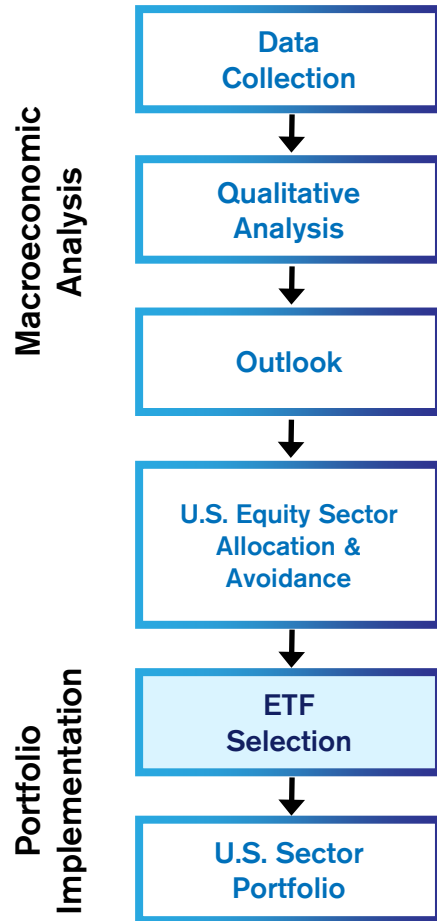 Macroeconomic
Analysis
Data
Collection
Qualitative
Analysis
Outlook
U.S. Equity Sector
Allocation &
Avoidance
Portfolio
Implementation
ETF
Selection
U.S. Sector
Portfolio